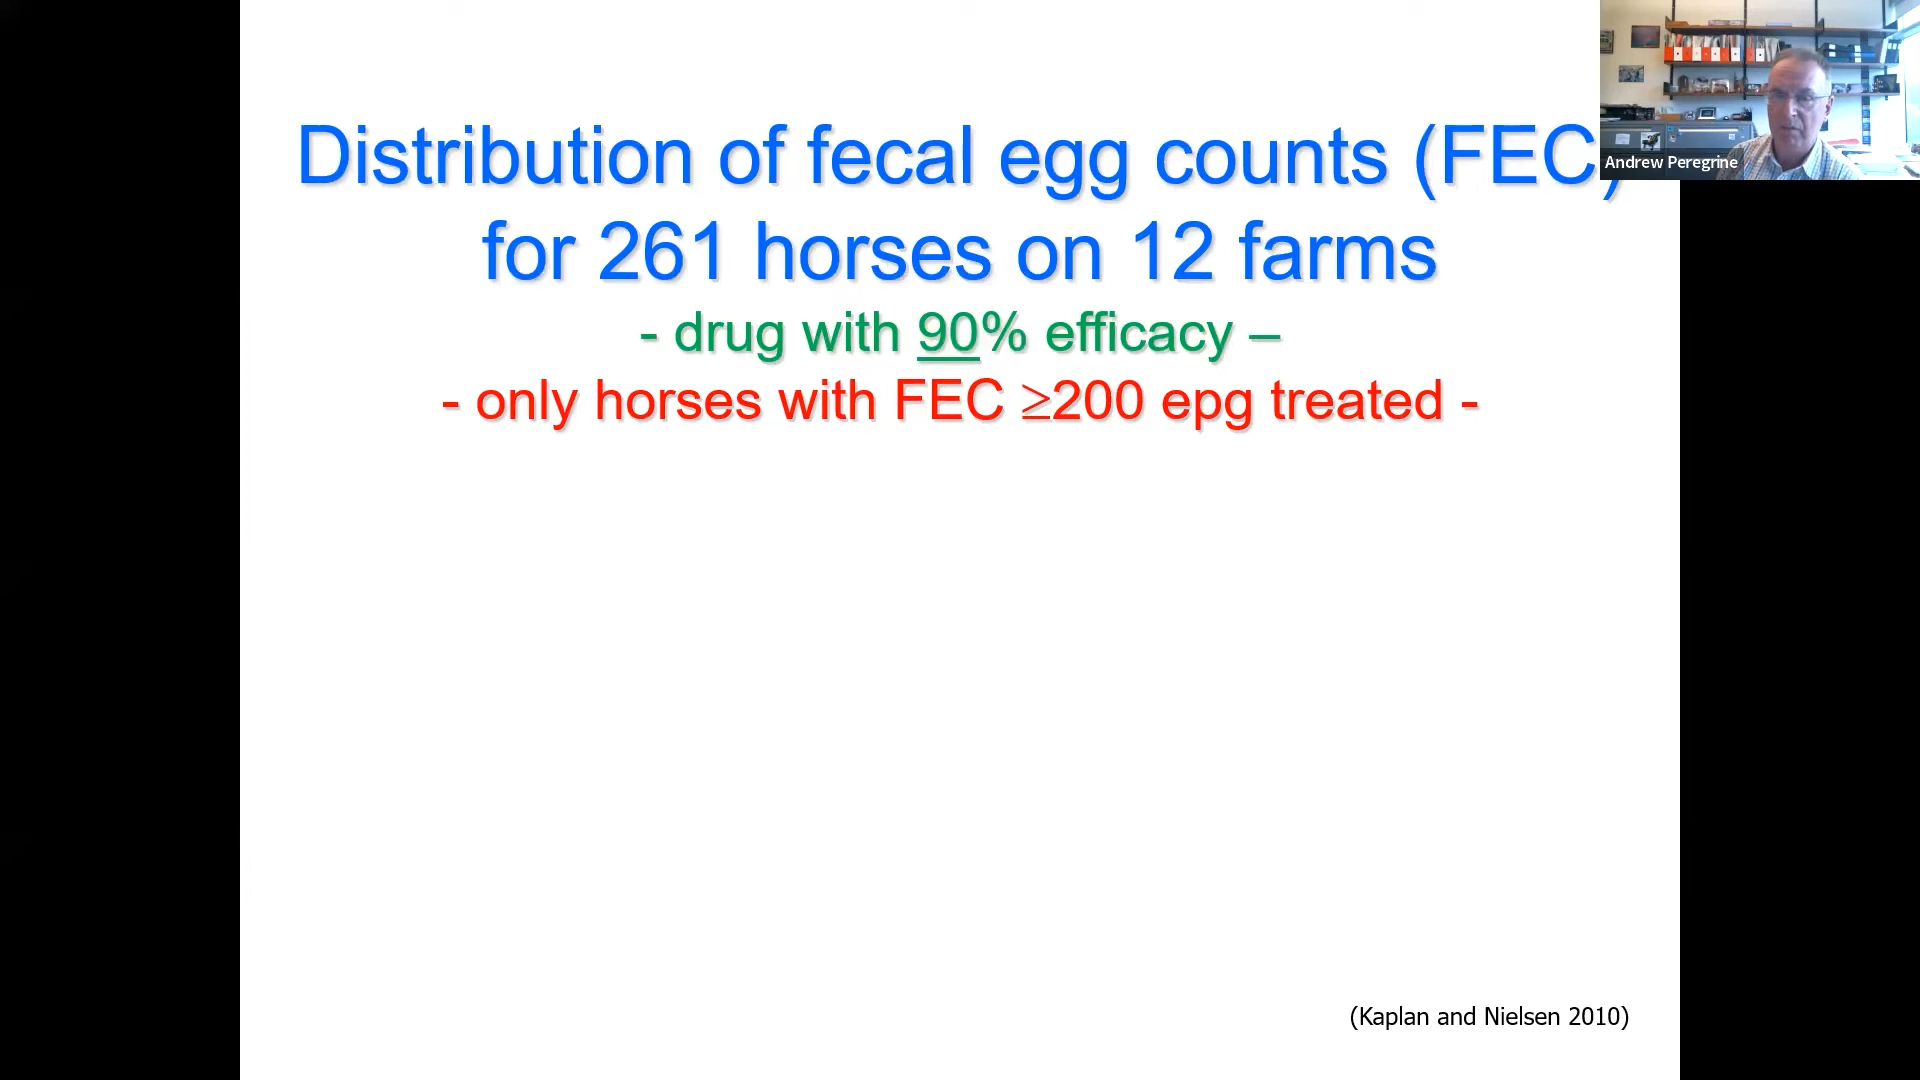 Distribution of fecal egg counts (FEC)
for 261 horses on 12 farms
- drug with 90% efficacy –
- only horses with FEC ≥200 epg treated -
(Kaplan and Nielsen 2010)
Andrew Peregrine